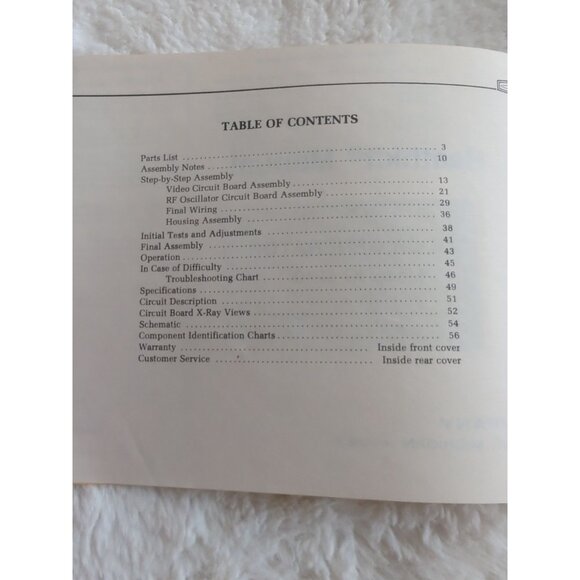 TABLE OF CONTENTS
Parts List 3
Assembly Notes 10
Step-by-Step Assembly
Video Circuit Board Assembly 13
RF Oscillator Circuit Board Assembly 21
Final Wiring 29
Housing Assembly 36
Initial Tests and Adjustments 38
Final Assembly 41
Operation 43
In Case of Difficulty 45
Troubleshooting Chart 46
Specifications 49
Circuit Description 51
Circuit Board X-Ray Views 52
Schematic 54
Component Identification Charts 56
Warranty Inside front cover
Customer Service Inside rear cover